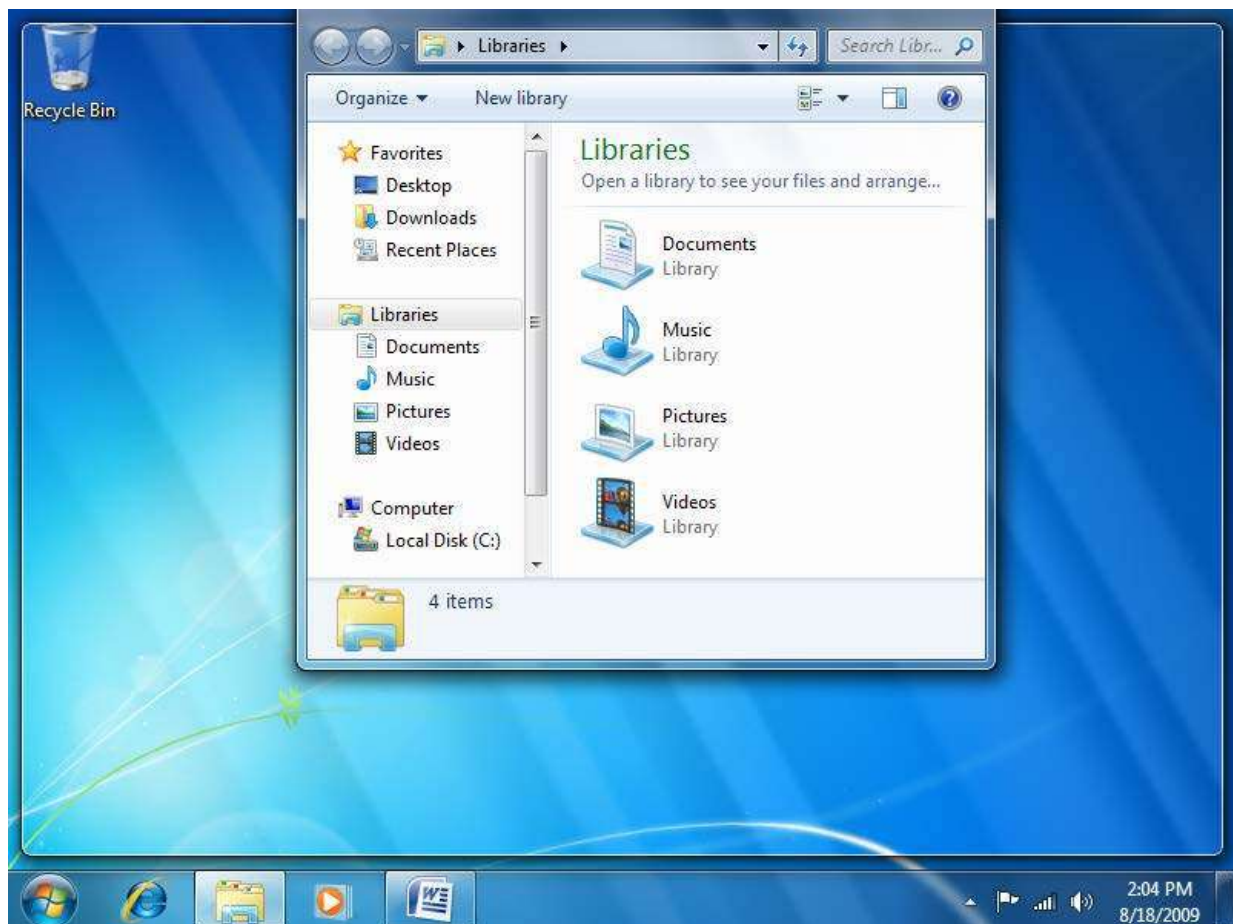 Recycle Bin
Libraries
Search Libr...
Organize
New library
Favorites
Desktop
Downloads
Recent Places
Libraries
Documents
Music
Pictures
Videos
Computer
Local Disk (C:)
Libraries
Open a library to see your files and arrange...
Documents
Library
Music
Library
Pictures
Library
Videos
Library
4 items
2:04 PM
8/18/2009